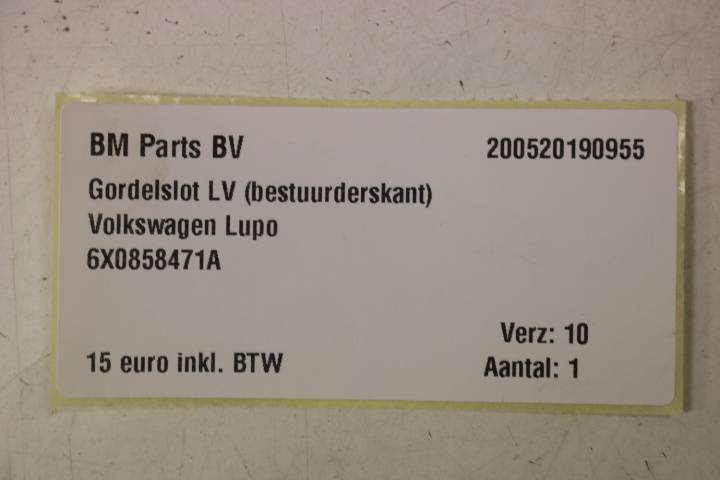 BM Parts BV 200520190955
Gordelslot LV (bestuurderskant)
Volkswagen Lupo
6X0858471A
Verz: 10
15 euro inkl. BTW Aantal: 1